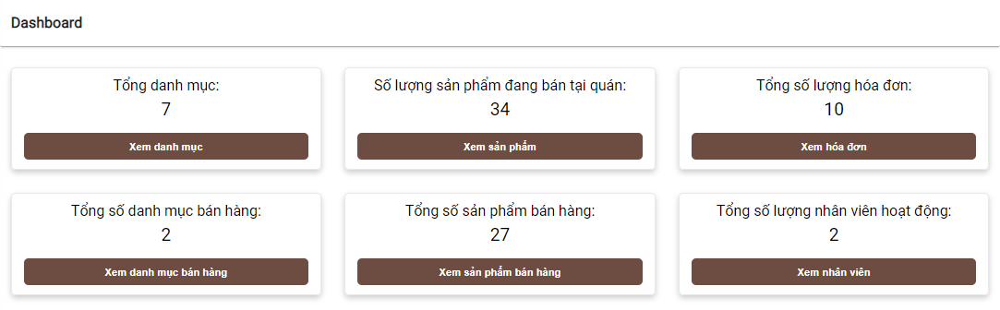 Dashboard
Tổng danh mục:
7
Xem danh mục
Số lượng sản phẩm đang bán tại quán:
34
Xem sản phẩm
Tổng số lượng hóa đơn:
10
Xem hóa đơn
Tổng số danh mục bán hàng:
2
Xem danh mục bán hàng
Tổng số sản phẩm bán hàng:
27
Xem sản phẩm bán hàng
Tổng số lượng nhân viên hoạt động:
2
Xem nhân viên